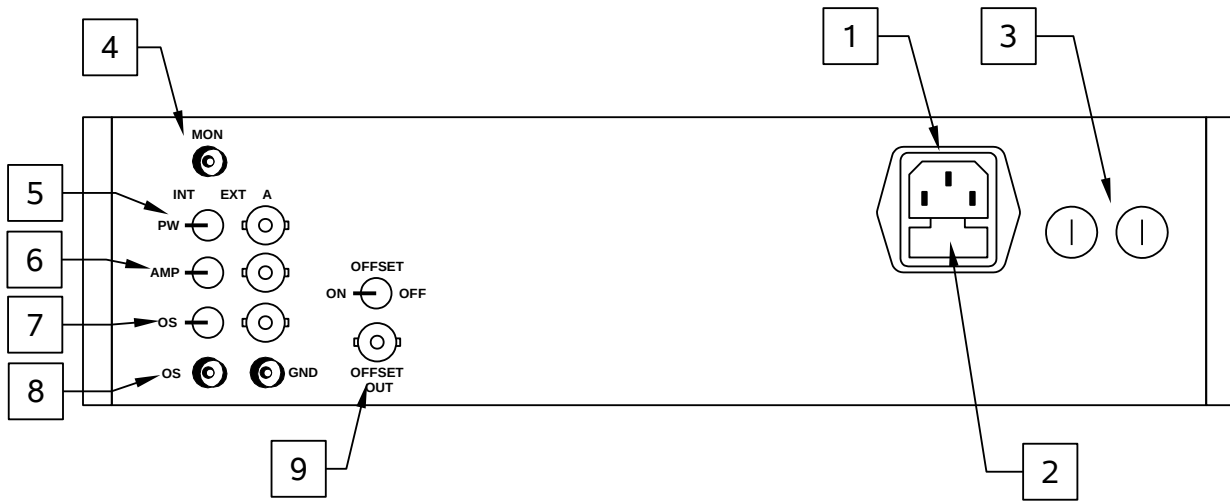 4
1
3
MON
5
INT EXT A
PW
6
AMP
OFFSET
ON OFF
7
OS
8
OS GND
OFFSET
OUT
9
2